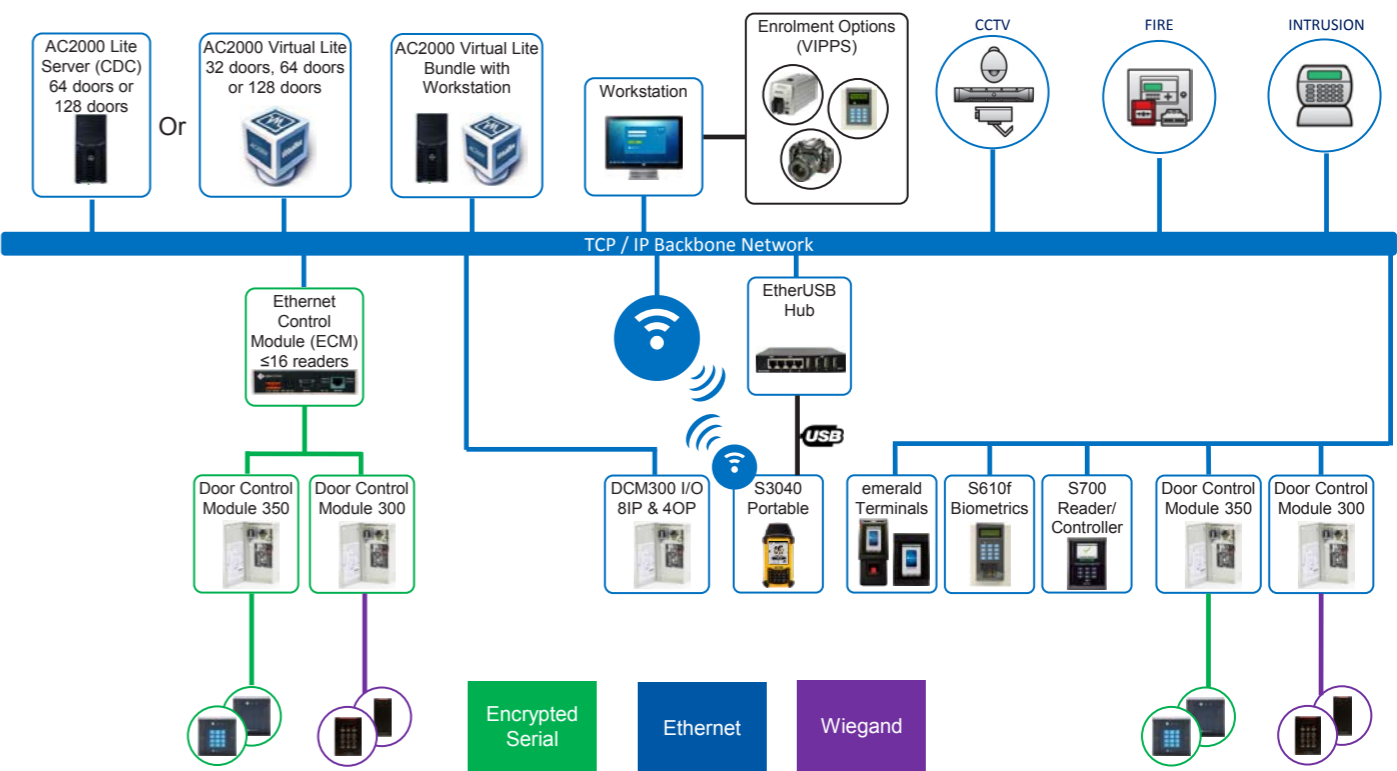 AC2000 Lite
Server (CDC)
64 doors or
128 doors
Or
AC2000 Virtual Lite
32 doors, 64 doors
or 128 doors
AC2000 Virtual Lite
Bundle with
Workstation
Workstation
Enrolment Options
(VIPPS)
CCTV
FIRE
INTRUSION
TCP / IP Backbone Network
Ethernet
Control
Module (ECM)
≤16 readers
EtherUSB
Hub
USB
Door Control
Module 350
Door Control
Module 300
DCM300 I/O
8IP & 4OP
S3040
Portable
emerald
Terminals
S610f
Biometrics
S700
Reader/
Controller
Door Control
Module 350
Door Control
Module 300
Encrypted
Serial
Ethernet
Wiegand